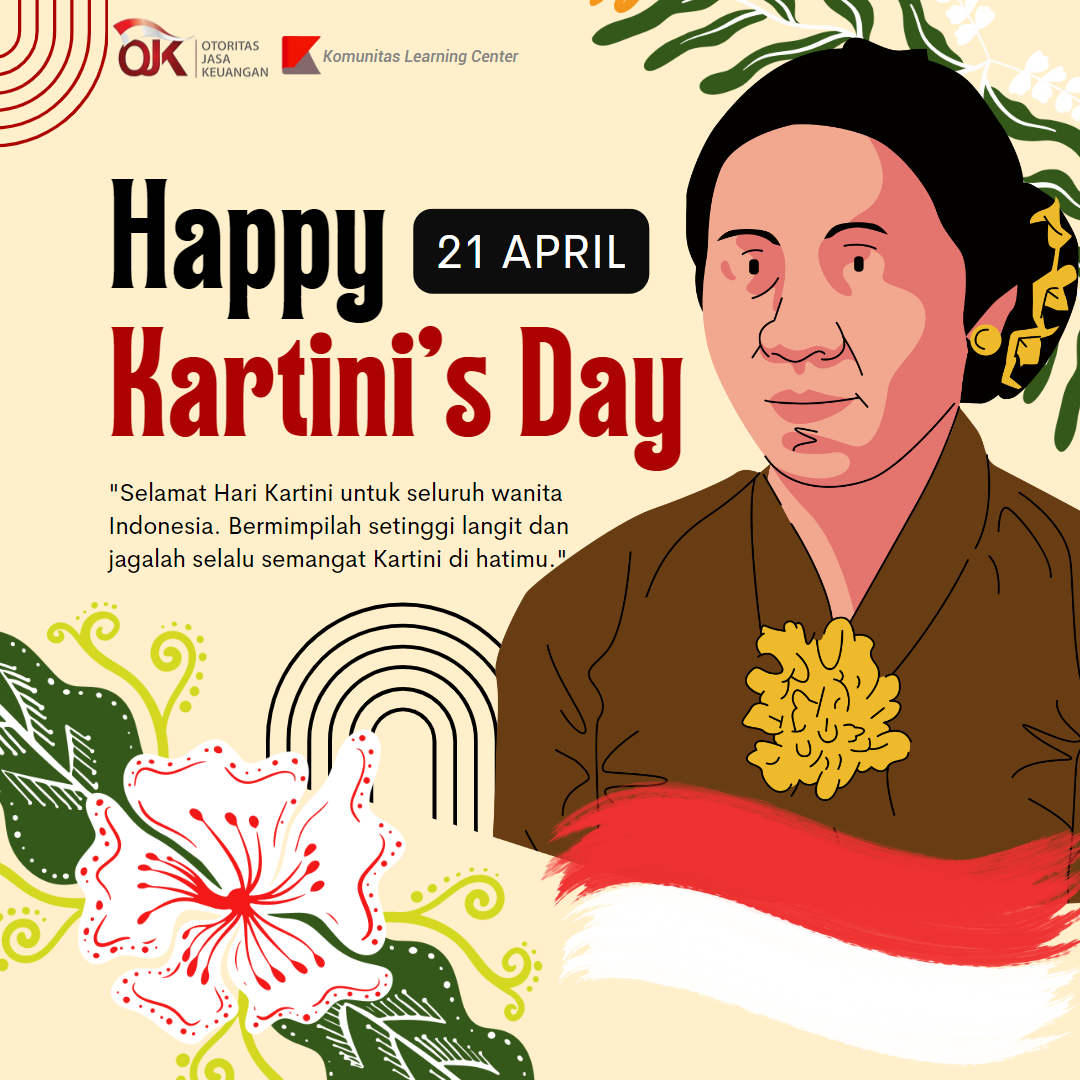 OJK
OTORITAS
JASA
KEUANGAN
Komunitas Learning Center
Happy
21 APRIL
Kartini’s Day
"Selamat Hari Kartini untuk seluruh wanita
Indonesia. Bermimpilah setinggi langit dan
jagalah selalu semangat Kartini di hatimu."